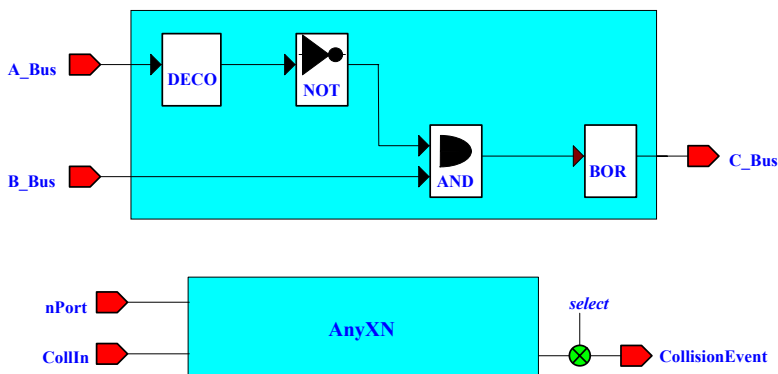 A_Bus
DECO
NOT
B_Bus
AND
BOR
C_Bus
select
nPort
AnyXN
CollIn
CollisionEvent